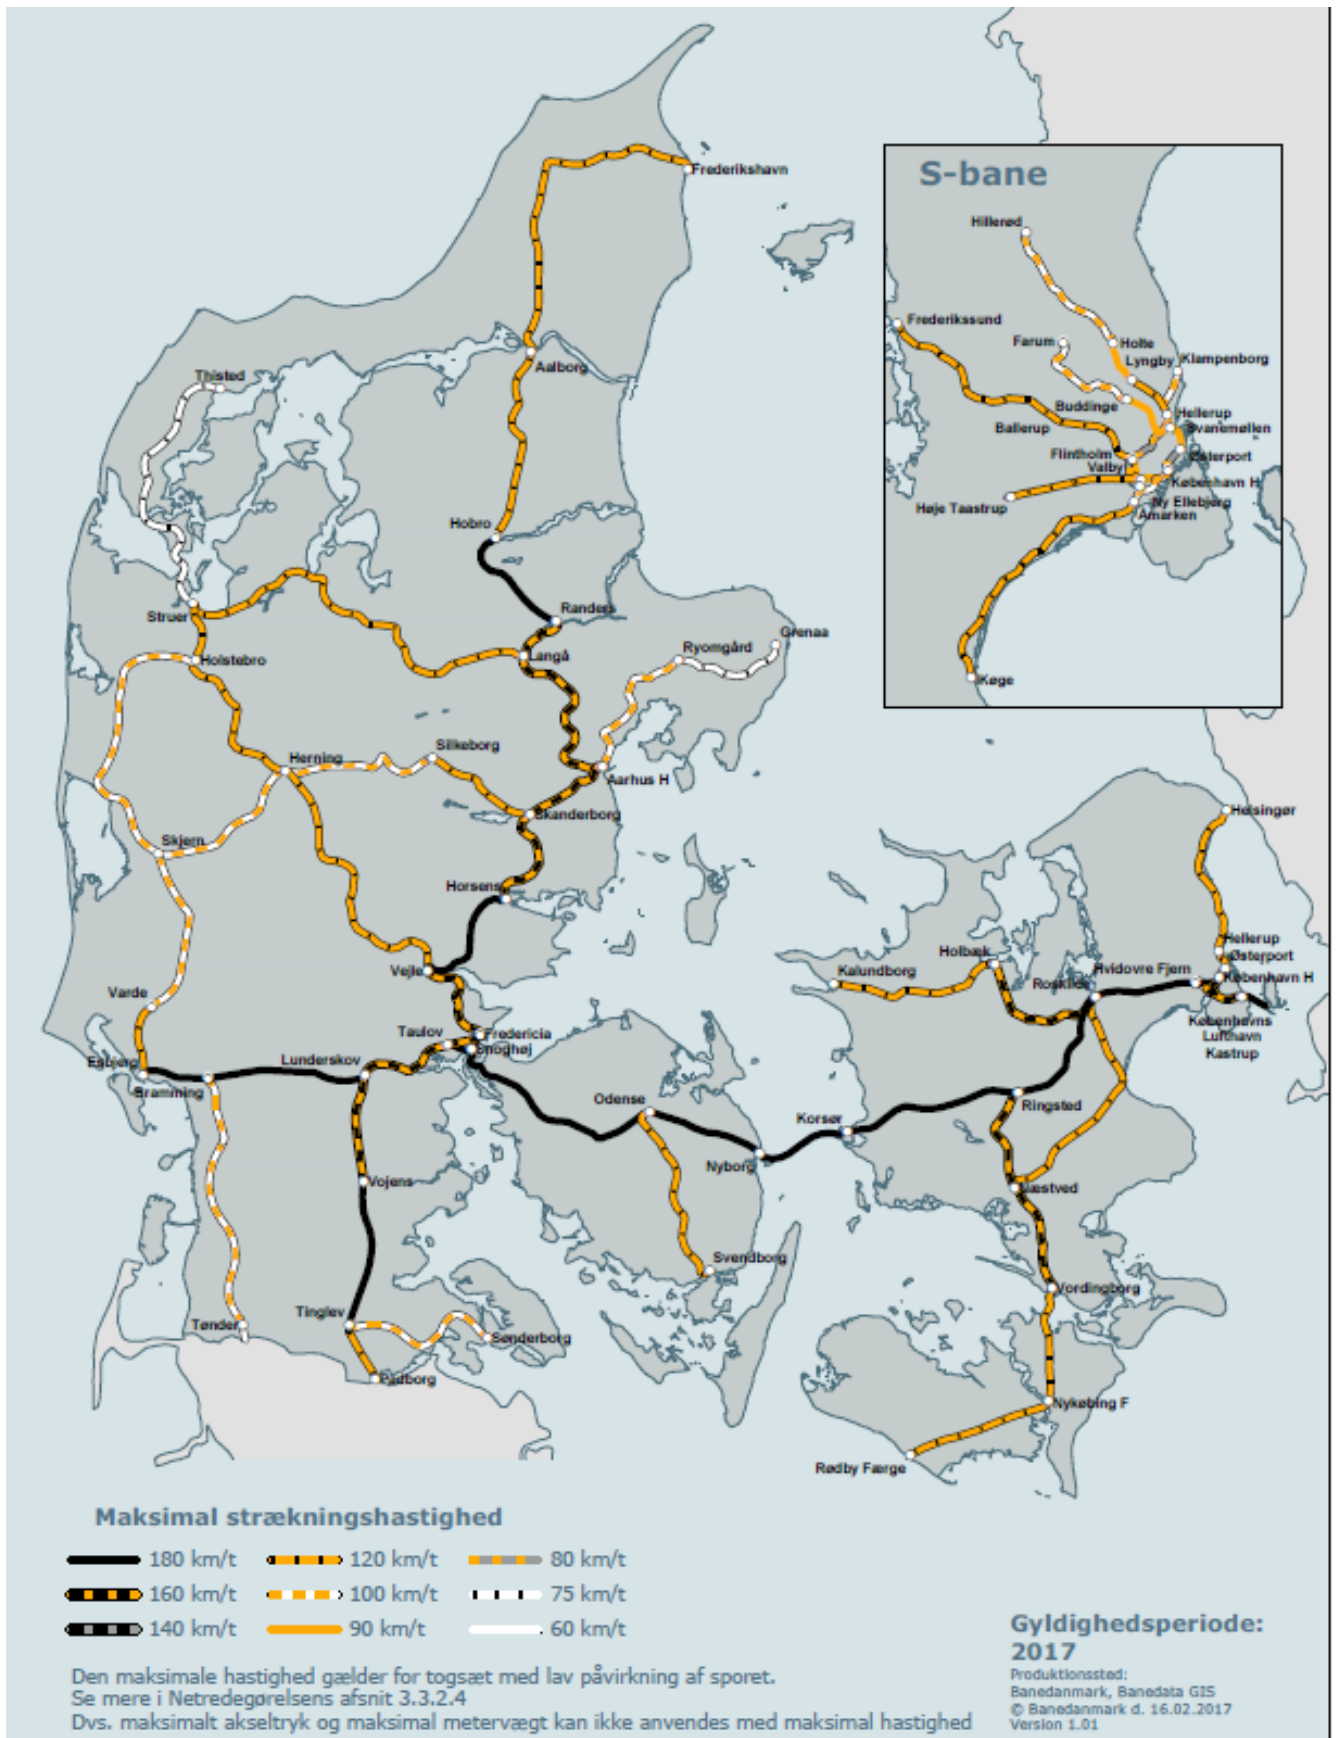 Frederikshavn
S-bane
Hillerød
Frederikssund
Farum
Holte
Lyngby
Klampenborg
Buddinge
Hellerup
Svanemøllen
Ballerup
Flintholm
Østerport
Valby
København H
Høje Taastrup
Ny Ellebjerg
Åmarken
Køge
Aalborg
Thisted
Hobro
Randers
Struer
Grenaa
Ryomgård
Langå
Holstebro
Silkeborg
Herning
Aarhus H
Skanderborg
Skjern
Horsens
Helsingør
Hellerup
Østerport
Holbæk
Hvidovre Fjern
København H
Vejle
Kalundborg
Roskilde
Varde
Københavns
Lufthavn
Kastrup
Taulov
Fredericia
Snoghøj
Esbjerg
Lunderskov
Bramming
Odense
Korsør
Ringsted
Nyborg
Vojens
Næstved
Svendborg
Vordingborg
Tinglev
Tønder
Sønderborg
Padborg
Nykøbing F
Rødby Færge
Maksimal strækningshastighed
180 km/t 120 km/t 80 km/t
160 km/t 100 km/t 75 km/t
140 km/t 90 km/t 60 km/t
Den maksimale hastighed gælder for togsæt med lav påvirkning af sporet.
Se mere i Netredegørelsens afsnit 3.3.2.4
Dvs. maksimalt akseltryk og maksimal metervægt kan ikke anvendes med maksimal hastighed
Gyldighedsperiode:
2017
Produktionssted:
Banedanmark, Banedata GIS
© Banedanmark d. 16.02.2017
Version 1.01